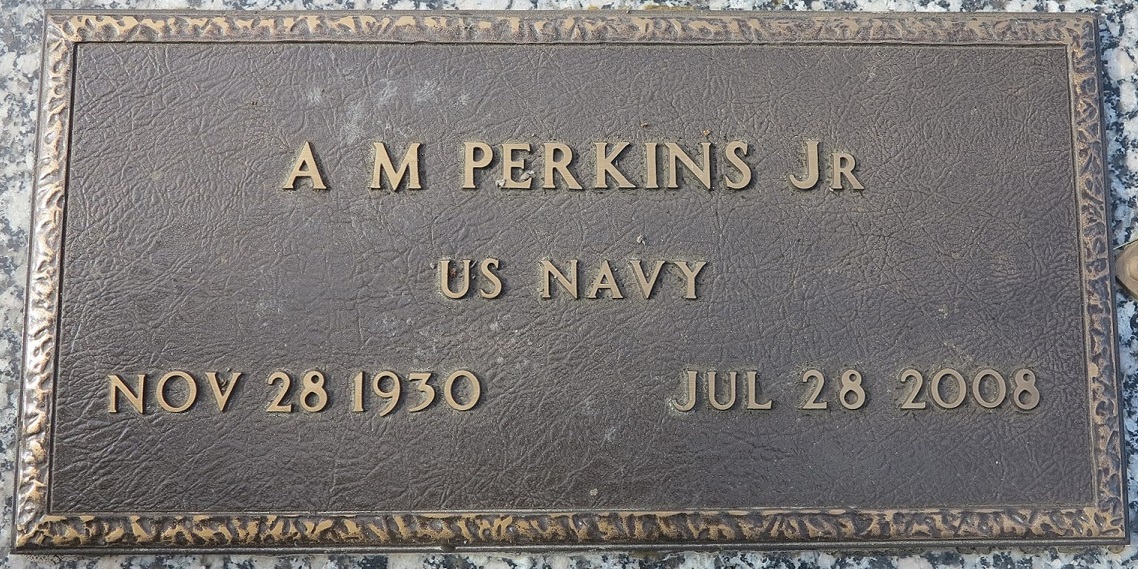 A M PERKINS JR
US NAVY
NOV 28 1930 JUL 28 2008